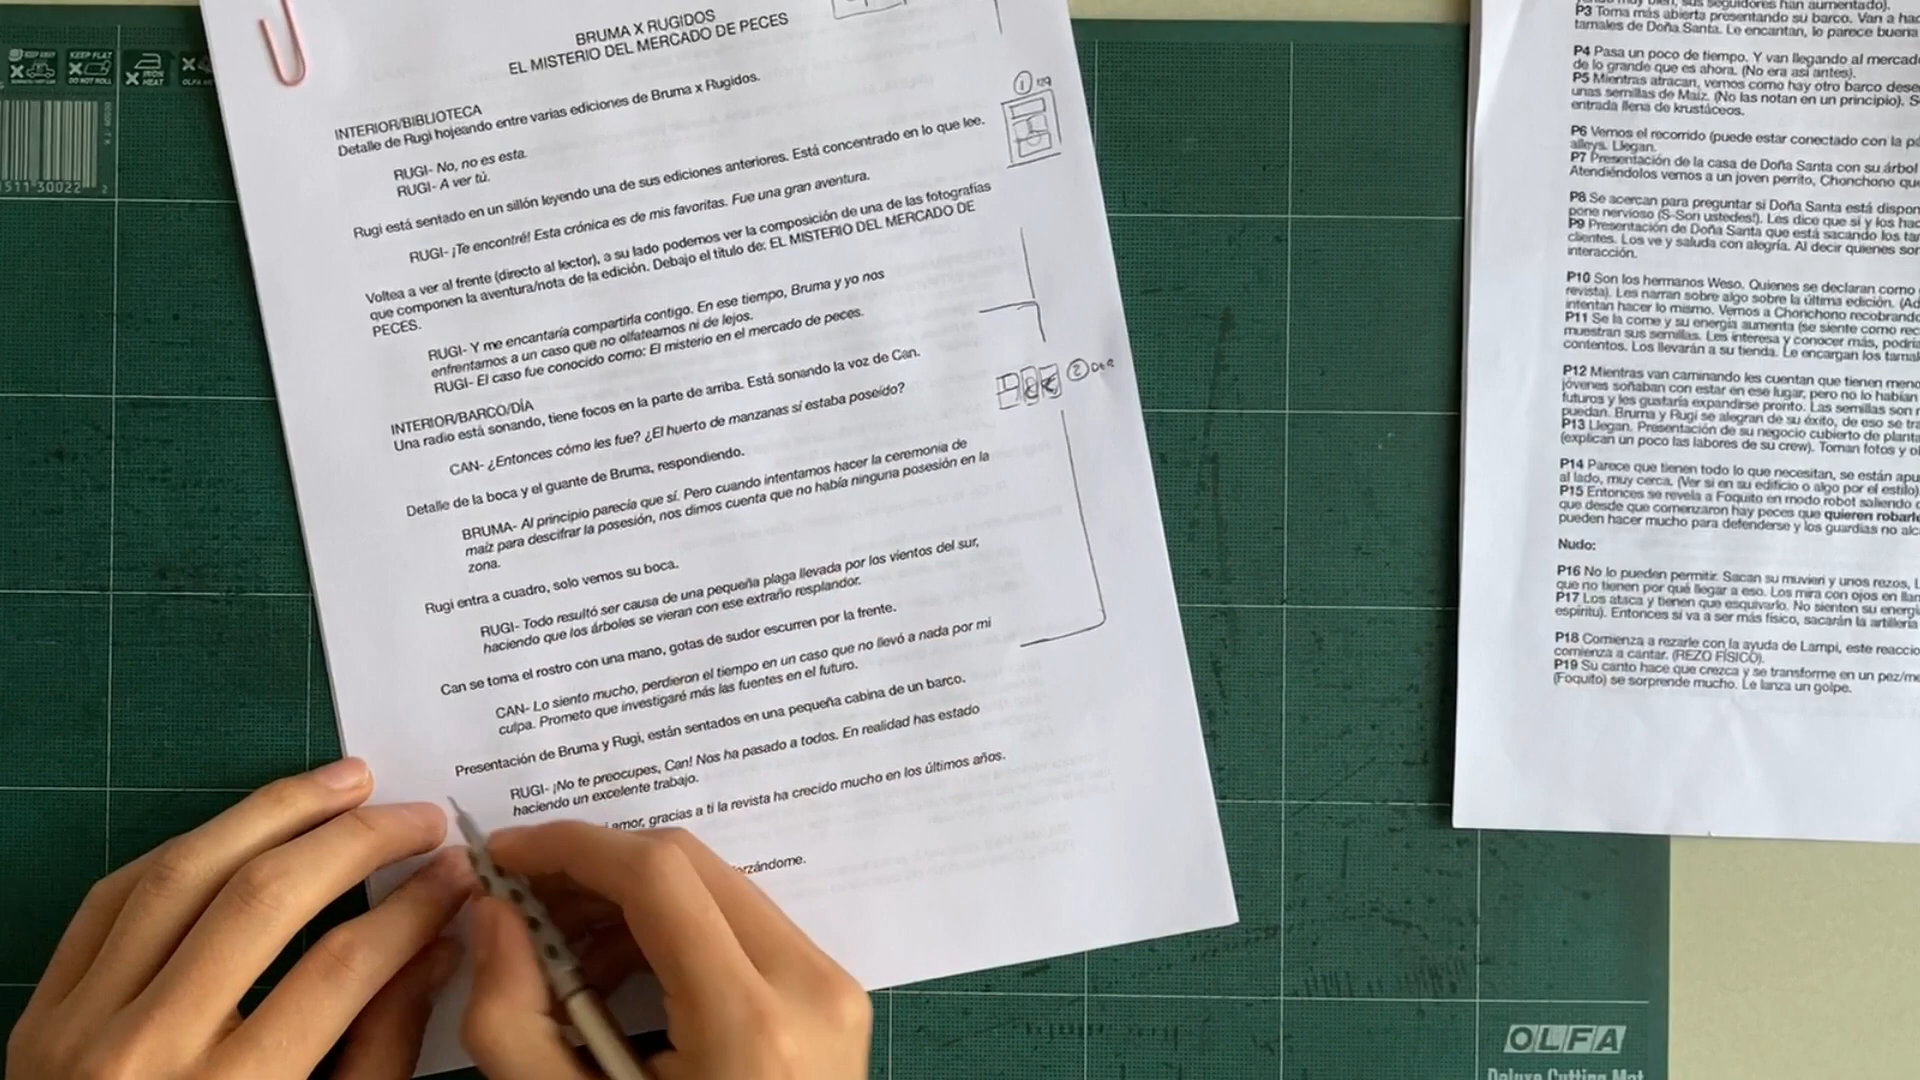 BRUMA X RUGIDOS
EL MISTERIO DEL MERCADO DE PECES
INTERIOR/BIBLIOTECA
Detalle de Rugi hojeando entre varias ediciones de Bruma x Rugidos.
RUGI- No, no es esta.
RUGI- A ver tú.
Rugi está sentado en un sillón leyendo una de sus ediciones anteriores. Está concentrado en lo que lee.
RUGI- ¡Te encontré! Esta crónica es de mis favoritas. Fue una gran aventura.
Voltea a ver al frente (directo al lector), a su lado podemos ver la composición de una de las fotografías
que componen la aventura/nota de la edición. Debajo el título de: EL MISTERIO DEL MERCADO DE
PECES.
RUGI- Y me encantaría compartirla contigo. En ese tiempo, Bruma y yo nos
enfrentamos a un caso que no olfateamos ni de lejos.
RUGI- El caso fue conocido como: El misterio en el mercado de peces.
INTERIOR/BARCO/DÍA
Una radio está sonando, tiene focos en la parte de arriba. Está sonando la voz de Can.
CAN- ¿Entonces cómo les fue? ¿El huerto de manzanas sí estaba poseído?
Detalle de la boca y el guante de Bruma, respondiendo.
BRUMA- Al principio parecía que sí. Pero cuando intentamos hacer la ceremonia de
maíz para descifrar la posesión, nos dimos cuenta que no había ninguna posesión en la
zona.
Rugi entra a cuadro, solo vemos su boca.
RUGI- Todo resultó ser causa de una pequeña plaga llevada por los vientos del sur,
haciendo que los árboles se vieran con ese extraño resplandor.
Can se toma el rostro con una mano, gotas de sudor escurren por la frente.
CAN- Lo siento mucho, perdieron el tiempo en un caso que no llevó a nada por mi
culpa. Prometo que investigaré más las fuentes en el futuro.
Presentación de Bruma y Rugi, están sentados en una pequeña cabina de un barco.
RUGI- ¡No te preocupes, Can! Nos ha pasado a todos. En realidad has estado
haciendo un excelente trabajo.
amor, gracias a ti la revista ha crecido mucho en los últimos años.
1
2
sus seguidores han aumentado).
P3 Toma más abierta presentando su barco. Van a
tamales de Doña Santa. Le encantan, lo parece buena
P4 Pasa un poco de tiempo. Y van llegando al
de lo grande que es ahora. (No era así antes).
P5 Mientras atracan, vemos como hay otro barco
unas semillas de Maíz. (No las notan en un principio).
entrada llena de krustáceos.
P6 Vemos el recorrido (puede estar conectado con la
alleys. Llegan.
P7 Presentación de la casa de Doña Santa con su árbol
Atendiéndolos vemos a un joven perrito, Chonchono
P8 Se acercan para preguntar si Doña Santa está
pone nervioso (S-Son ustedes!). Les dice que sí y los
P9 Presentación de Doña Santa que está sacando los
clientes. Los ve y saluda con alegría. Al decir quienes
interacción.
P10 Son los hermanos Weso. Quienes se declaran como
revista). Les narran sobre algo sobre la última edición.
intentan hacer lo mismo. Vemos a Chonchono
P11 Se la come y su energía aumenta (se siente como
muestran sus semillas. Les interesa y conocer más,
contentos. Los llevarán a su tienda. Le encargan los
P12 Mientras van caminando les cuentan que tienen
jóvenes soñaban con estar en ese lugar, pero no lo habían
futuros y les gustaría expandirse pronto. Las semillas son
puedan. Bruma y Rugi se alegran de su éxito, de eso se
P13 Llegan. Presentación de su negocio cubierto de
(explican un poco las labores de su crew). Toman fotos y
P14 Parece que tienen todo lo que necesitan, se están
al lado, muy cerca. (Ver si en su edificio o algo por el estilo)
P15 Entonces se revela a Foquito en modo robot saliendo
que desde que comenzaron hay peces que quieren
pueden hacer mucho para defenderse y los guardias no
Nudo:
P16 No lo pueden permitir. Sacan su muvieri y unos rezos,
que no tienen por qué llegar a eso. Los mira con ojos en
P17 Los ataca y tienen que esquivarlo. No sienten su
espíritu). Entonces si va a ser más físico, sacarán la
P18 Comienza a rezarle con la ayuda de Lampi, este
comienza a cantar. (REZO FÍSICO).
P19 Su canto hace que crezca y se transforme en un
(Foquito) se sorprende mucho. Le lanza un golpe.
KEEP FLAT
DO NOT ROLL
IRON
HEAT
511 30022 2
OLFA
Deluxe Cutting Mat